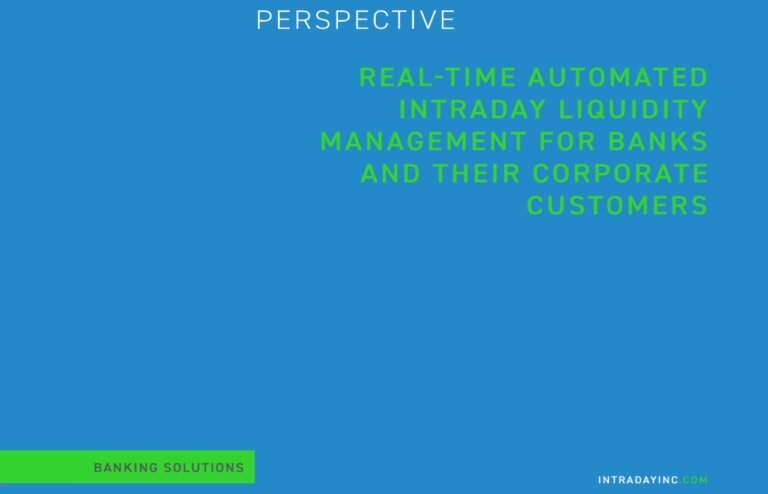 PERSPECTIVE
REAL-TIME AUTOMATED
INTRADAY LIQUIDITY
MANAGEMENT FOR BANKS
AND THEIR CORPORATE
CUSTOMERS
BANKING SOLUTIONS
INTRADAYINC.COM